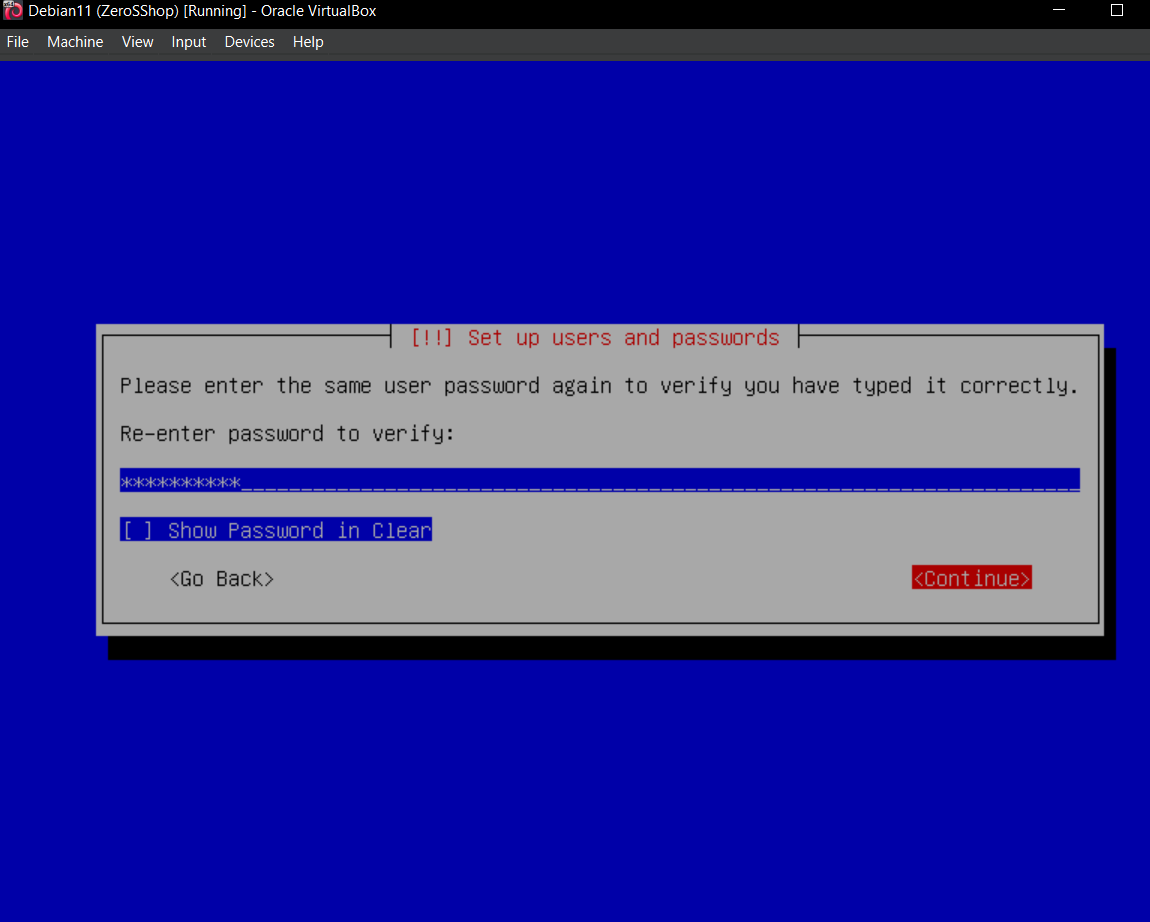 Debian11 (ZeroSShop) [Running] - Oracle VirtualBox
File Machine View Input Devices Help
[!!] Set up users and passwords
Please enter the same user password again to verify you have typed it correctly.
Re-enter password to verify:
**********
[ ] Show Password in Clear
<Go Back> <Continue>